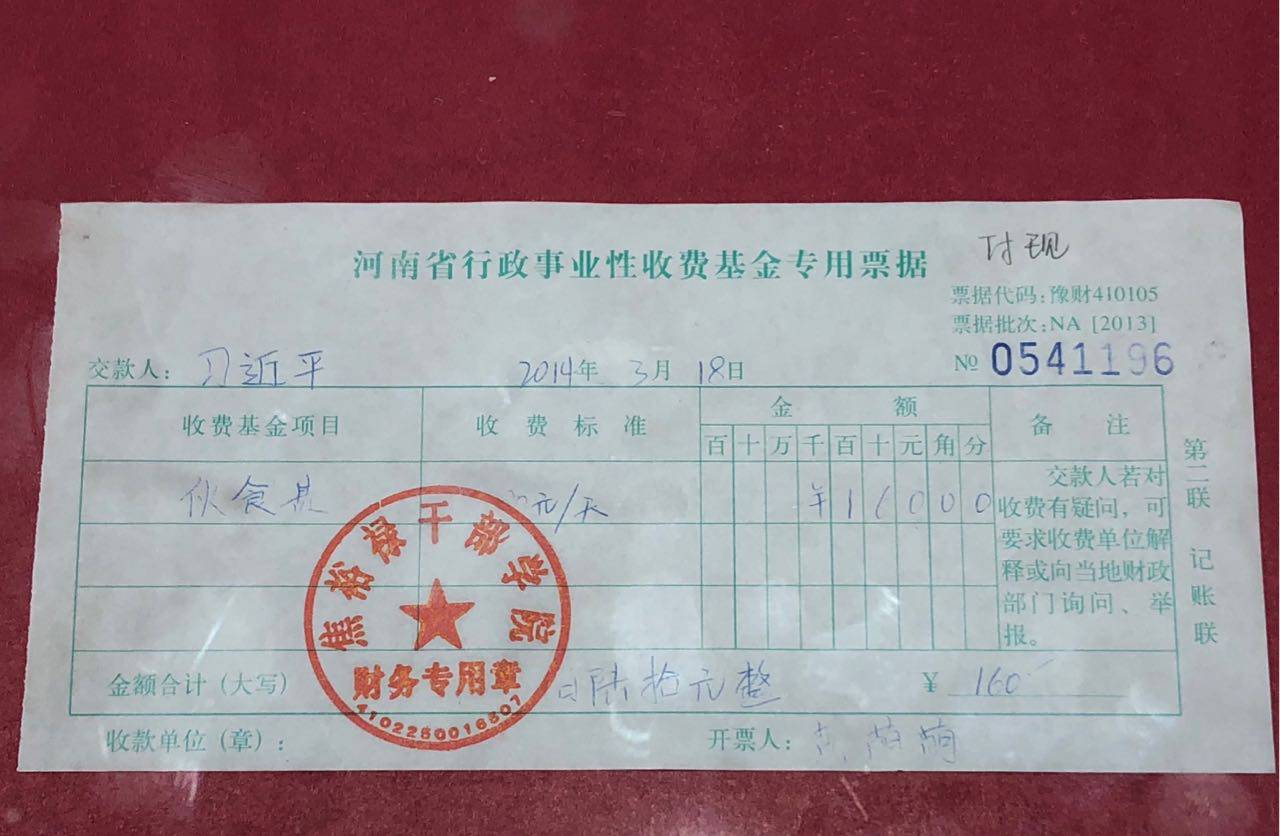 河南省行政事业性收费基金专用票据
付现
票据代码:豫财410105
票据批次:NA [2013]
№ 0541196
交款人: 习近平 2014年 3月 18日
收费基金项目 收费标准 金额 备注
百 十 万 千 百 十 元 角 分
伙食费 元/天 ¥ 1 6 0 0 0
交款人若对
收费有疑问,可
要求收费单位解
释或向当地财政
部门询问、举
报。
第二联 记账联
焦裕禄干部学院
财务专用章
金额合计(大写) 陆拾元整 ¥ 160
收款单位(章): 开票人: